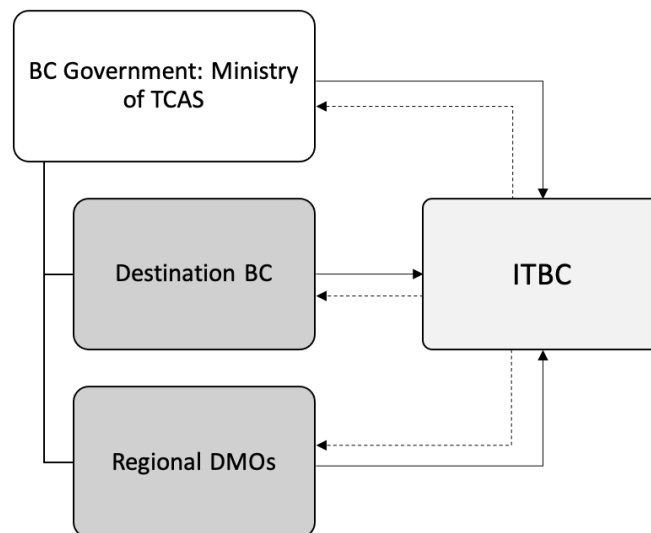 BC Government: Ministry
of TCAS
Destination BC
ITBC
Regional DMOs